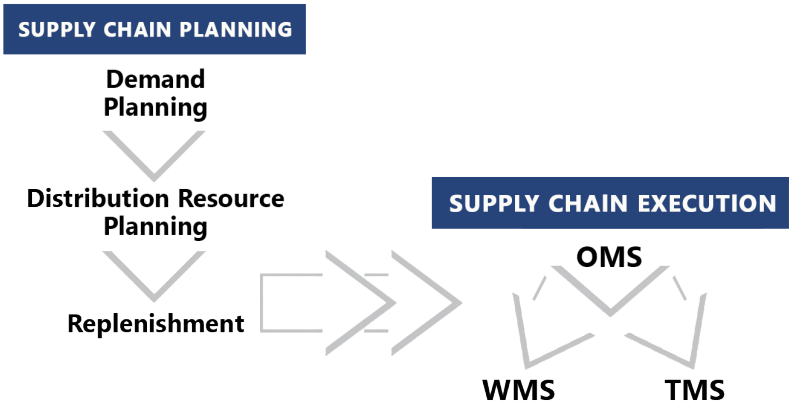 SUPPLY CHAIN PLANNING
Demand
Planning
Distribution Resource
Planning
Replenishment
SUPPLY CHAIN EXECUTION
OMS
WMS
TMS